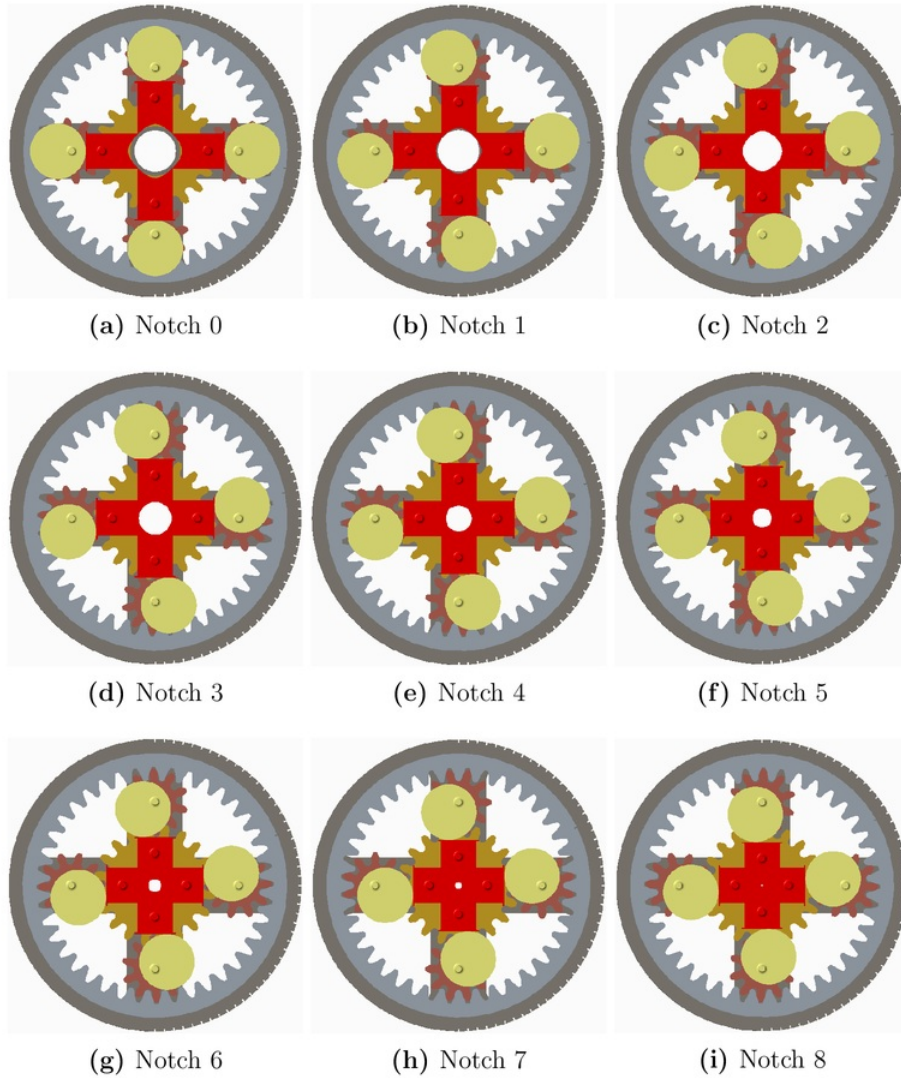 (a) Notch 0
(b) Notch 1
(c) Notch 2
(d) Notch 3
(e) Notch 4
(f) Notch 5
(g) Notch 6
(h) Notch 7
(i) Notch 8